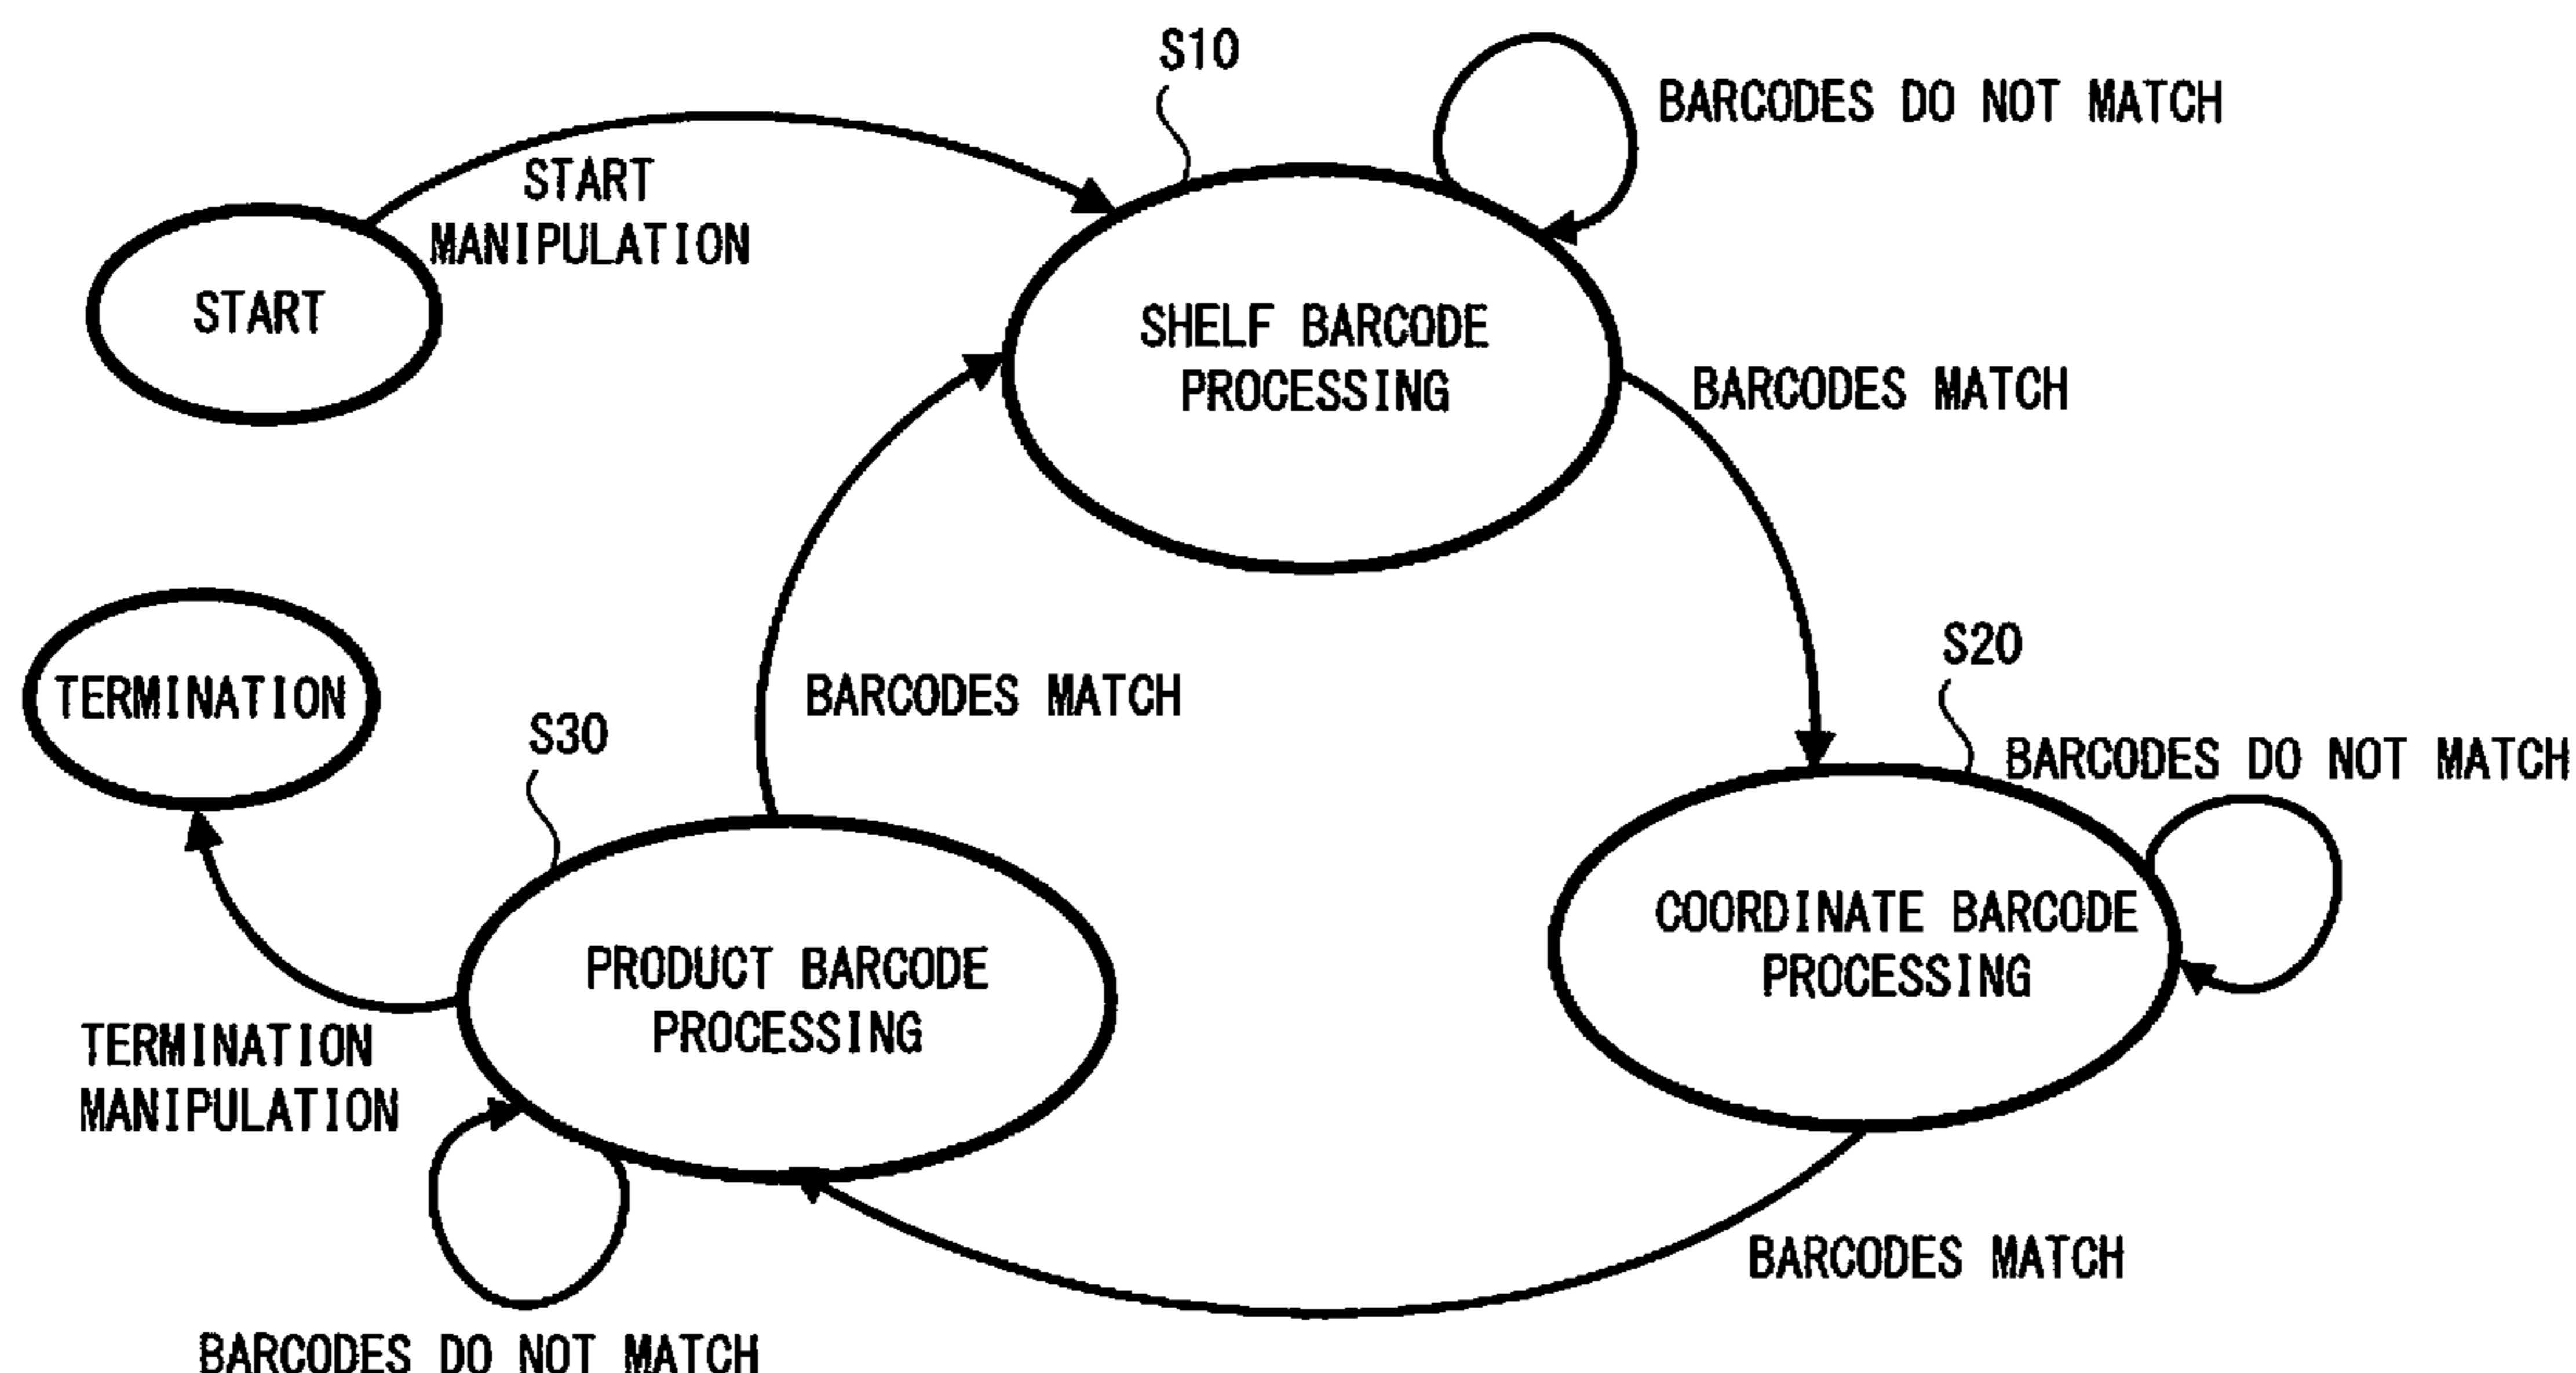 S10
BARCODES DO NOT MATCH
START
MANIPULATION
START
SHELF BARCODE
PROCESSING
BARCODES MATCH
S20
TERMINATION
BARCODES MATCH
S30
BARCODES DO NOT MATCH
COORDINATE BARCODE
PROCESSING
PRODUCT BARCODE
PROCESSING
TERMINATION
MANIPULATION
BARCODES MATCH
BARCODES DO NOT MATCH